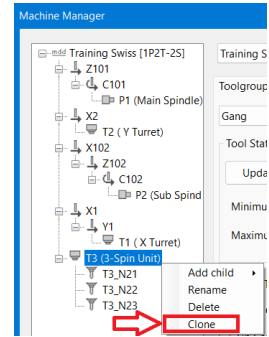 Machine Manager
mdd Training Swiss [1P2T-2S]
Training S
Z101
C101
Toolgroup
P1 (Main Spindle)
X2
Gang
T2 ( Y Turret)
Tool Stat
X102
Z102
Upda
C102
P2 (Sub Spind
Minimu
X1
Y1
Maximu
T1 ( X Turret)
T3 (3-Spin Unit)
T3_N21
Add child
T3_N22
Rename
T3_N23
Delete
Clone